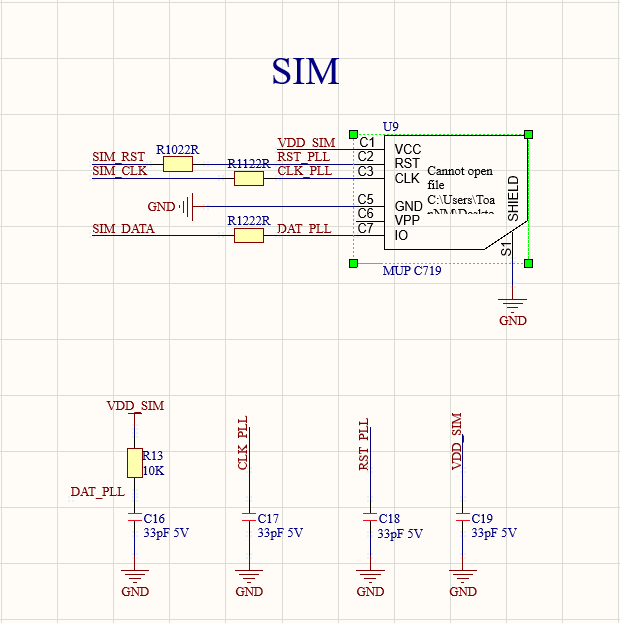 SIM
U9
VDD_SIM C1 VCC
R1022R
SIM_RST RST_PLL C2 RST
R1122R
SIM_CLK CLK_PLL C3 CLK
Cannot open
file
C:\Users\Toa
GND C5 GND
C6 VPP
R1222R
SIM_DATA DAT_PLL C7 IO
SHIELD
S1
MUP C719
GND
VDD_SIM
R13
10K
DAT_PLL
C16
33pF 5V
GND
CLK_PLL
C17
33pF 5V
GND
RST_PLL
C18
33pF 5V
GND
VDD_SIM
C19
33pF 5V
GND